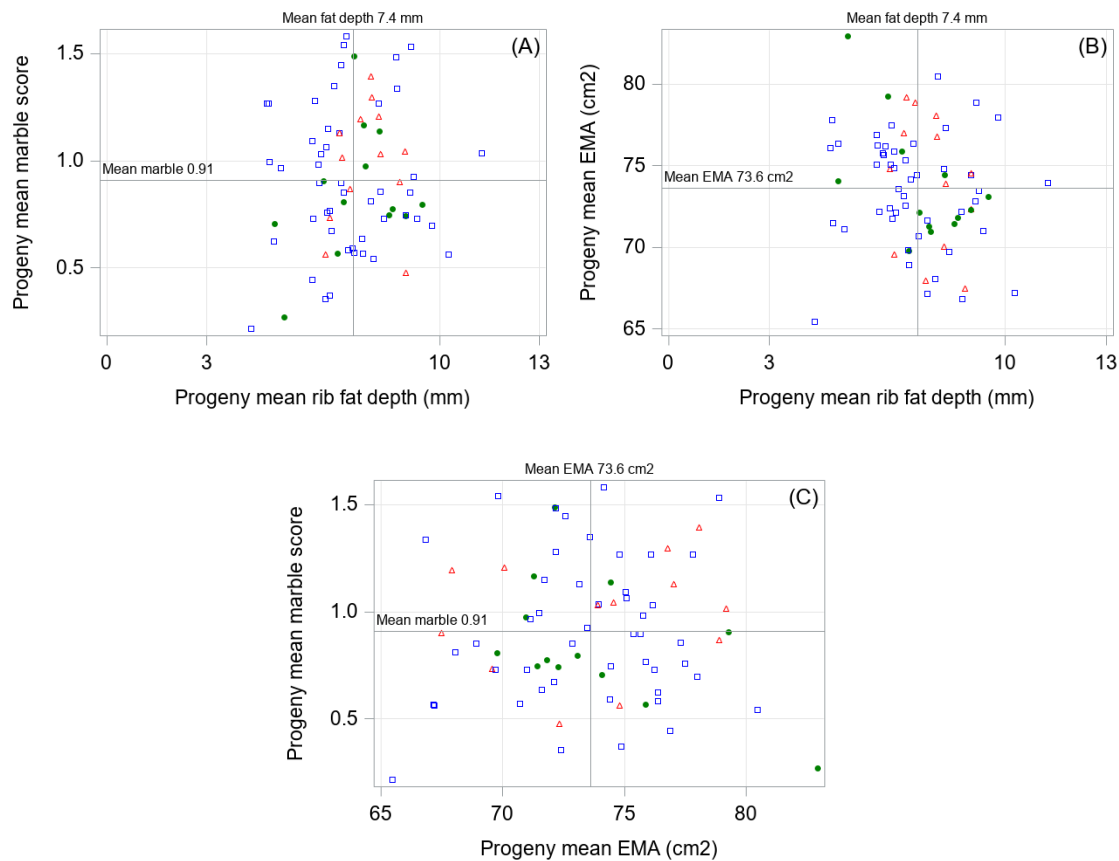 Mean fat depth 7.4 mm
(A)
Progeny mean marble score
1.5
1.0
0.5
Mean marble 0.91
0 3 10 13
Progeny mean rib fat depth (mm)
Mean fat depth 7.4 mm
(B)
Progeny mean EMA (cm2)
80
75
70
65
Mean EMA 73.6 cm2
0 3 10 13
Progeny mean rib fat depth (mm)
Mean EMA 73.6 cm2
(C)
Progeny mean marble score
1.5
1.0
0.5
Mean marble 0.91
65 70 75 80
Progeny mean EMA (cm2)